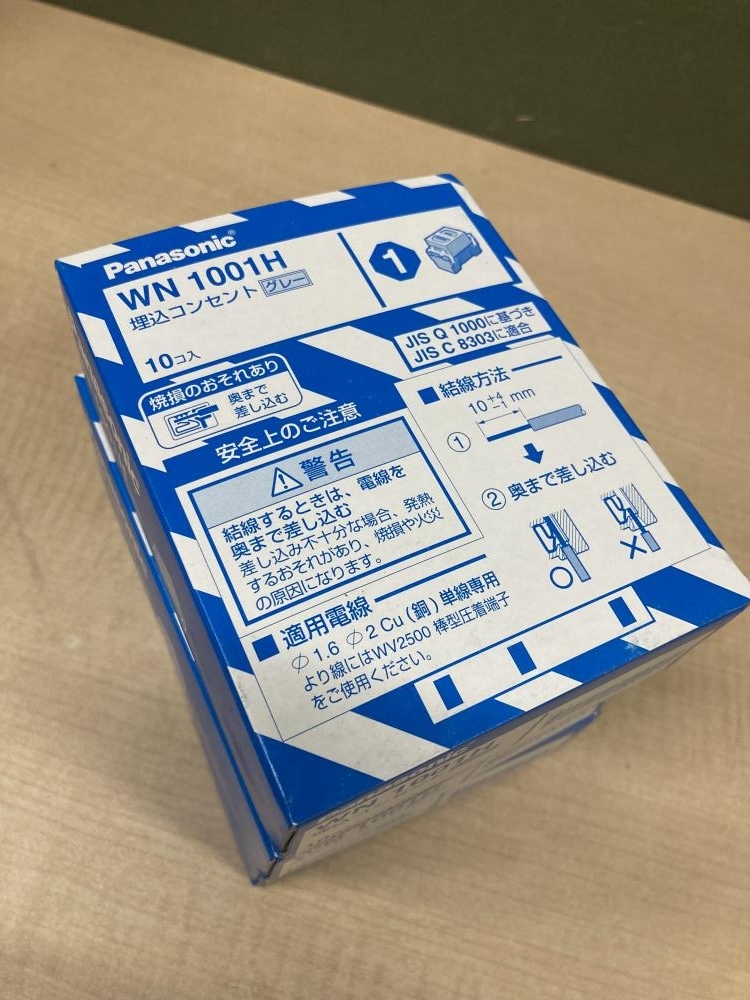 Panasonic®
WN 1001H
埋込コンセント グレー
10コ入
1
JIS Q 1000に基づき
JIS C 8303に適合
焼損のおそれあり
奥まで
差し込む
安全上のご注意
警告
結線するときは、電線を
奥まで差し込む
差し込み不十分な場合、発熱
するおそれがあり、焼損や火災
の原因になります。
■結線方法
10 +4 -1 mm
①
② 奥まで差し込む
○ ×
■適用電線
φ1.6 φ2 Cu(銅)単線専用
より線にはWV2500 棒型圧着端子
をご使用ください。
Panasonic
WN 1001H